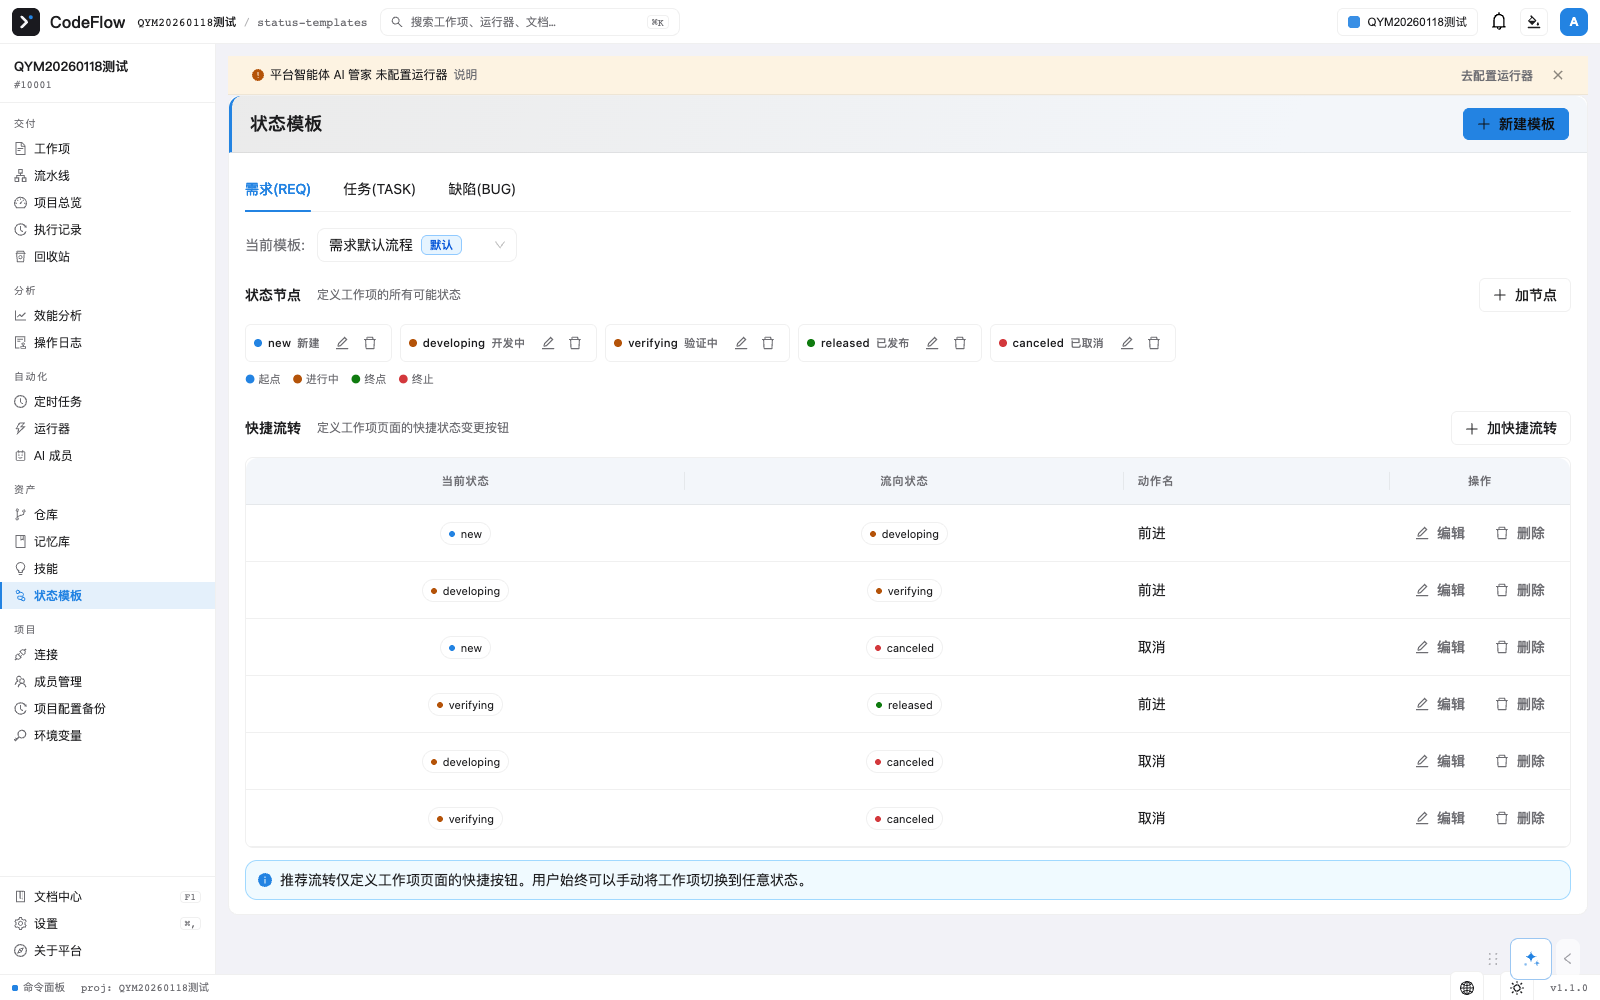 CodeFlow QYM20260118测试 / status-templates 搜索工作项、运行器、文档... ⌘K QYM20260118测试 A
QYM20260118测试
#10001
交付
工作项
流水线
项目总览
执行记录
回收站
分析
效能分析
操作日志
自动化
定时任务
运行器
AI 成员
资产
仓库
记忆库
技能
状态模板
项目
连接
成员管理
项目配置备份
环境变量
文档中心 F1
设置 ⌘,
关于平台
平台智能体 AI 管家 未配置运行器 说明 去配置运行器
状态模板 新建模板
需求(REQ) 任务(TASK) 缺陷(BUG)
当前模板: 需求默认流程 默认
状态节点 定义工作项的所有可能状态 加节点
new 新建 developing 开发中 verifying 验证中 released 已发布 canceled 已取消
起点 进行中 终点 终止
快捷流转 定义工作项页面的快捷状态变更按钮 加快捷流转
当前状态 流向状态 动作名 操作
new developing 前进 编辑 删除
developing verifying 前进 编辑 删除
new canceled 取消 编辑 删除
verifying released 前进 编辑 删除
developing canceled 取消 编辑 删除
verifying canceled 取消 编辑 删除
推荐流转仅定义工作项页面的快捷按钮。用户始终可以手动将工作项切换到任意状态。
命令面板 proj: QYM20260118测试 v1.1.0